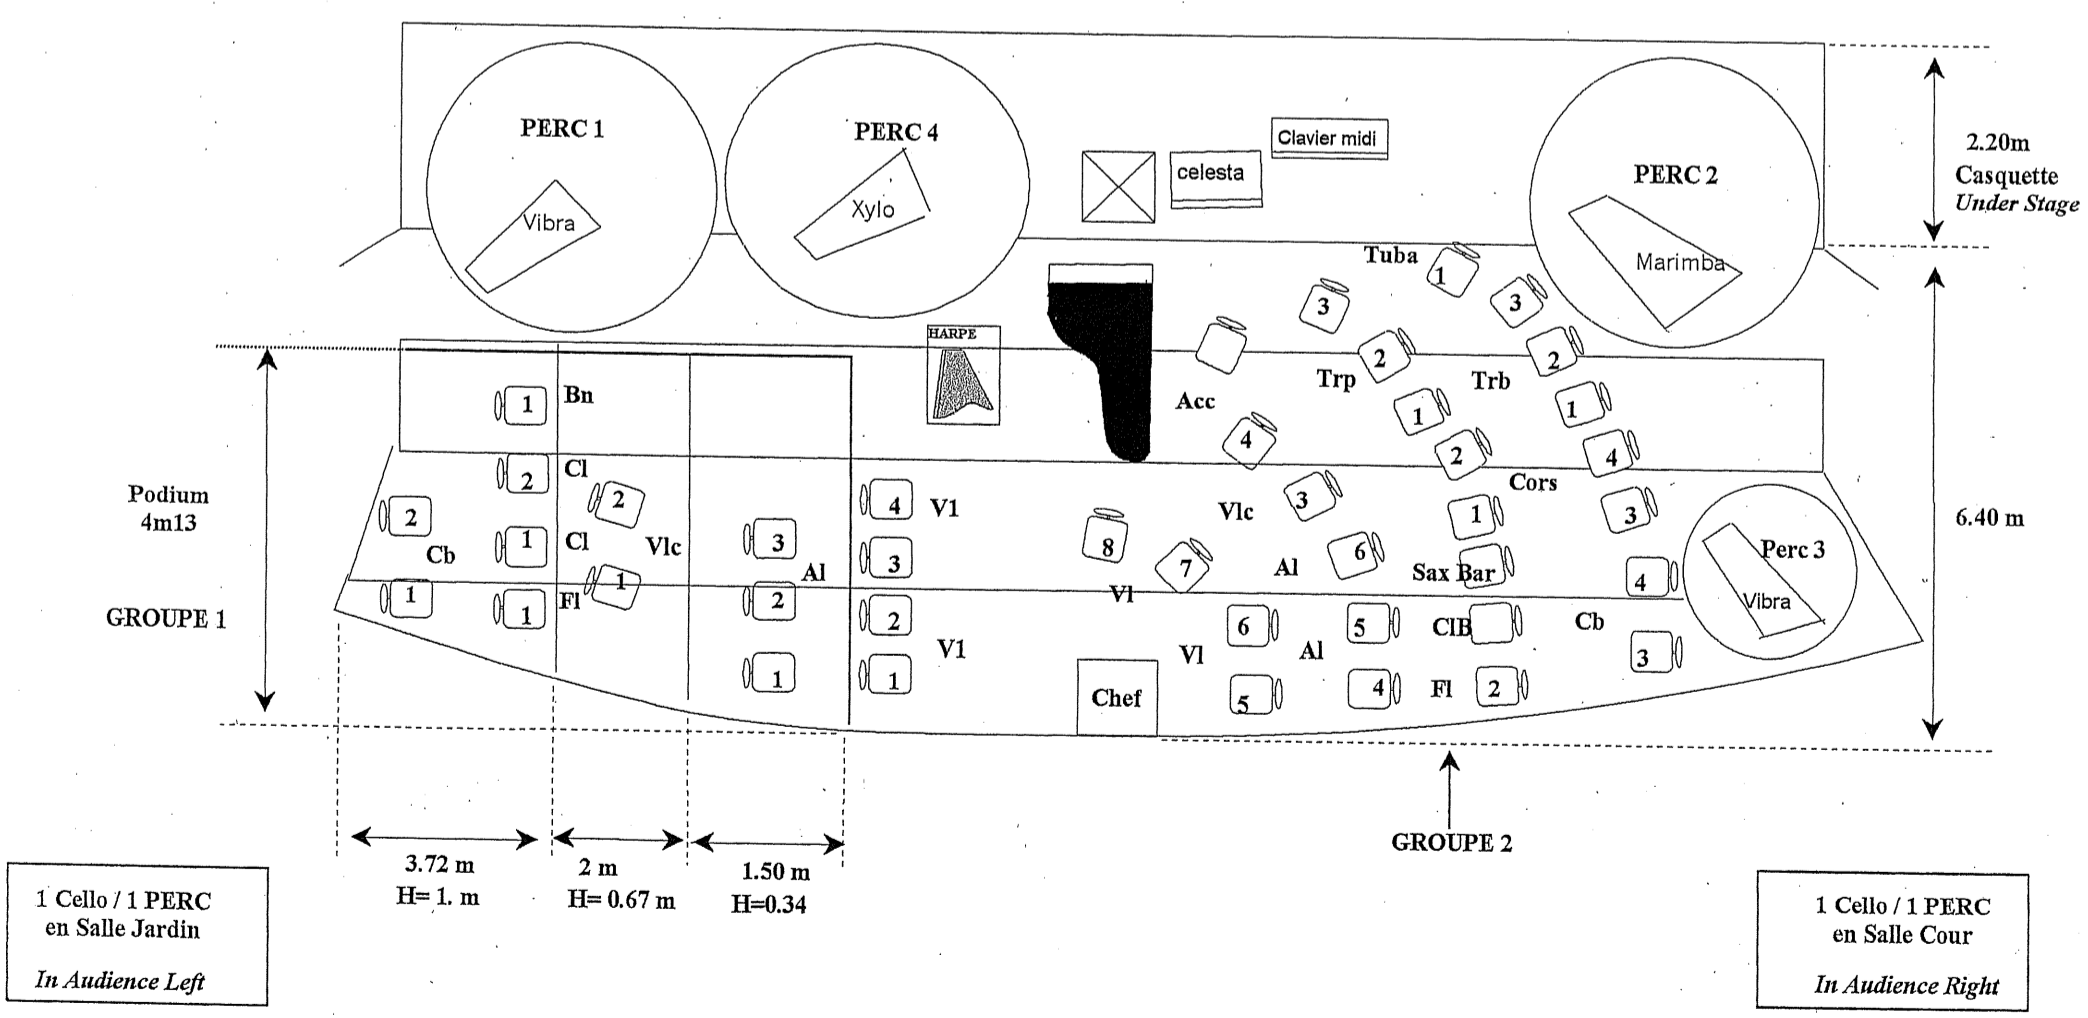 PERC 1
PERC 4
Clavier midi
celesta
PERC 2
2.20m
Casquette
Under Stage
Vibra
Xylo
Marimba
Tuba
1
3
3
HARPE
2
2
Trp
Trb
Bn
1
Acc
1
1
4
2
4
Cors
Cl
2
2
Podium
4m13
2
Cb
Cl
1
Vlc
3
Al
4
V1
3
Vlc
3
1
3
6.40 m
8
7
Al
6
Sax Bar
4
Perc 3
Vibra
GROUPE 1
1
1
Fl
1
2
2
V1
1
1
Vl
6
5
ClB
Cb
3
Vl
Al
5
4
Fl
2
Chef
GROUPE 2
3.72 m
H= 1. m
2 m
H= 0.67 m
1.50 m
H=0.34
1 Cello / 1 PERC
en Salle Jardin
In Audience Left
1 Cello / 1 PERC
en Salle Cour
In Audience Right